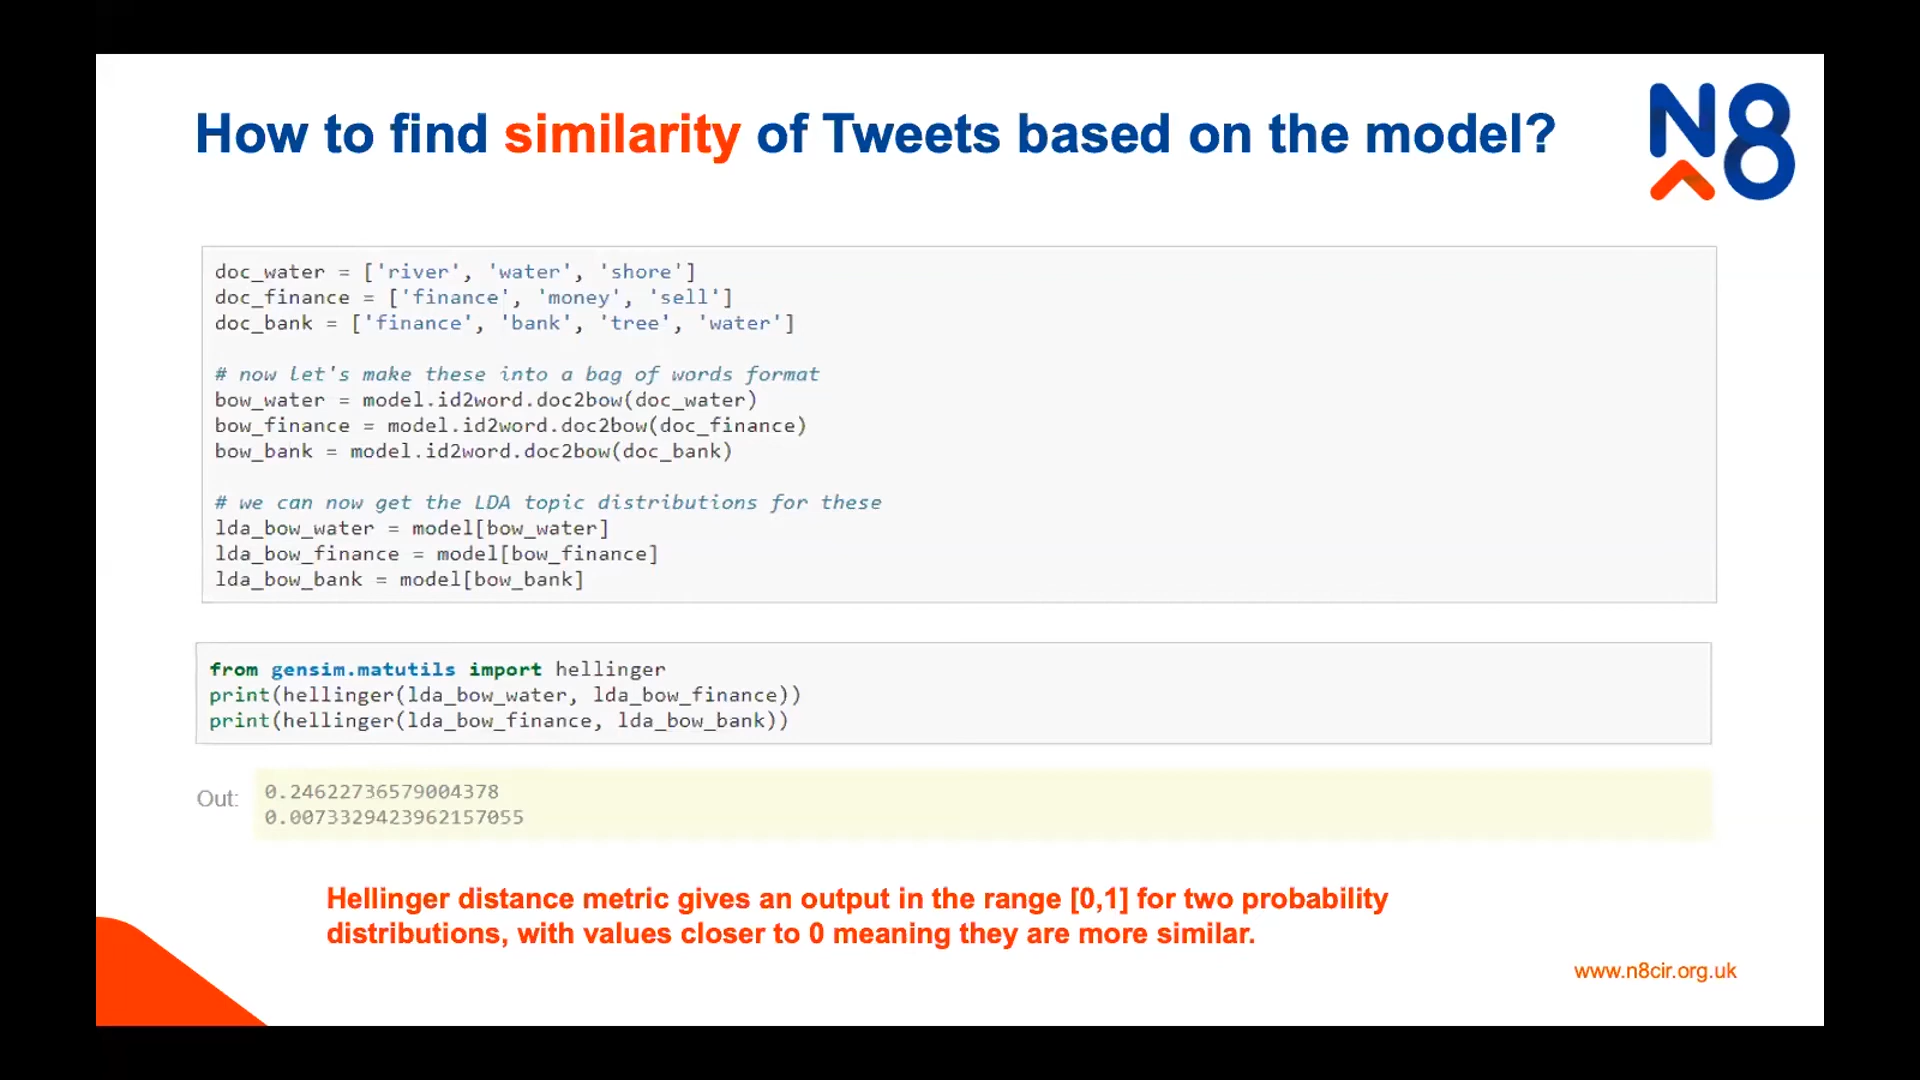 How to find similarity of Tweets based on the model?
N8
doc_water = ['river', 'water', 'shore']
doc_finance = ['finance', 'money', 'sell']
doc_bank = ['finance', 'bank', 'tree', 'water']
# now let's make these into a bag of words format
bow_water = model.id2word.doc2bow(doc_water)
bow_finance = model.id2word.doc2bow(doc_finance)
bow_bank = model.id2word.doc2bow(doc_bank)
# we can now get the LDA topic distributions for these
lda_bow_water = model[bow_water]
lda_bow_finance = model[bow_finance]
lda_bow_bank = model[bow_bank]
from gensim.matutils import hellinger
print(hellinger(lda_bow_water, lda_bow_finance))
print(hellinger(lda_bow_finance, lda_bow_bank))
Out:
0.24622736579004378
0.0073329423962157055
Hellinger distance metric gives an output in the range [0,1] for two probability
distributions, with values closer to 0 meaning they are more similar.
www.n8cir.org.uk